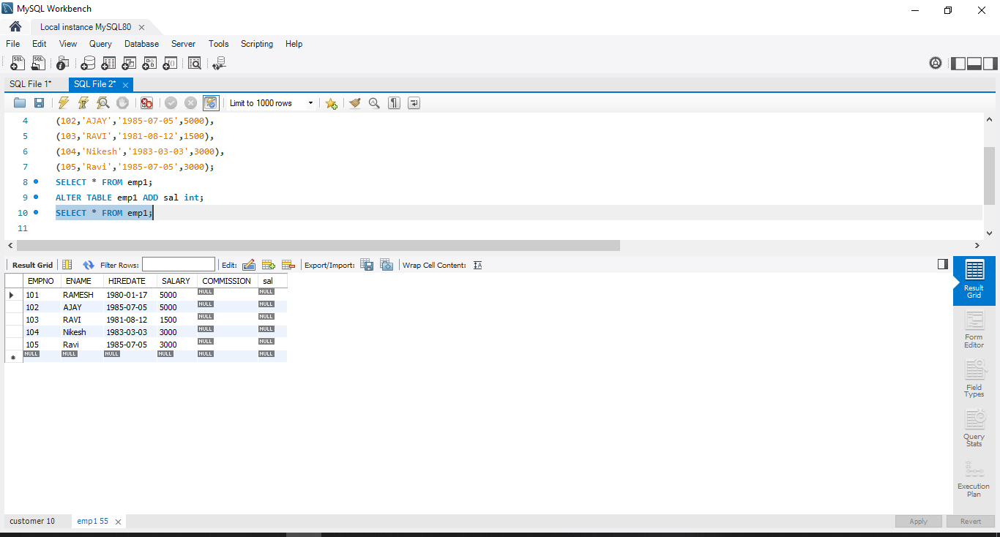 MySQL Workbench
Local instance MySQL80
File Edit View Query Database Server Tools Scripting Help
SQL File 1* SQL File 2*
Limit to 1000 rows
4 (102,'AJAY','1985-07-05',5000),
5 (103,'RAVI','1981-08-12',1500),
6 (104,'Nikesh','1983-03-03',3000),
7 (105,'Ravi','1985-07-05',3000);
8 SELECT * FROM emp1;
9 ALTER TABLE emp1 ADD sal int;
10 SELECT * FROM emp1;
11
Result Grid Filter Rows: Edit: Export/Import: Wrap Cell Content:
EMPNO ENAME HIREDATE SALARY COMMISSION sal
101 RAMESH 1980-01-17 5000 NULL NULL
102 AJAY 1985-07-05 5000 NULL NULL
103 RAVI 1981-08-12 1500 NULL NULL
104 Nikesh 1983-03-03 3000 NULL NULL
105 Ravi 1985-07-05 3000 NULL NULL
NULL NULL NULL NULL NULL NULL
Result
Grid
Form
Editor
Field
Types
Query
Stats
Execution
Plan
customer 10 emp1 55 Apply Revert